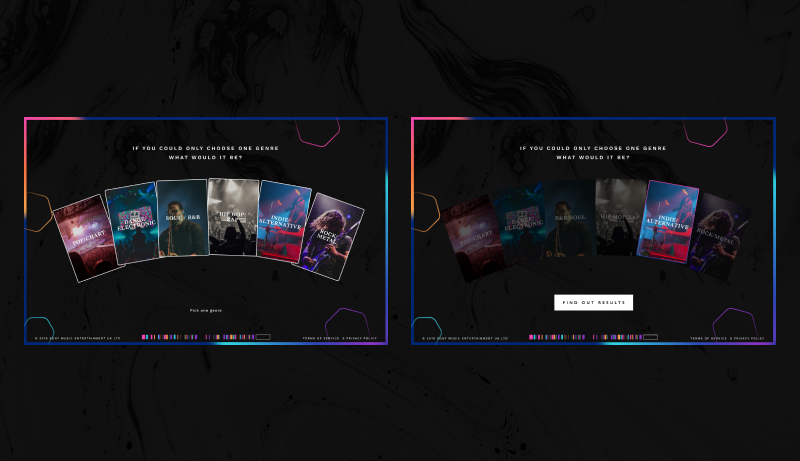 IF YOU COULD ONLY CHOOSE ONE GENRE
WHAT WOULD IT BE?
POP/CHART
DANCE/
ELECTRONIC
SOUL / R&B
HIP HOP/
RAP
INDIE/
ALTERNATIVE
ROCK/
METAL
Pick one genre
© 2019 SONY MUSIC ENTERTAINMENT UK LTD
TERMS OF SERVICE & PRIVACY POLICY
IF YOU COULD ONLY CHOOSE ONE GENRE
WHAT WOULD IT BE?
POP/CHART
DANCE/
ELECTRONIC
R&B/SOUL
HIP HOP/RAP
INDIE/
ALTERNATIVE
ROCK/METAL
FIND OUT RESULTS
© 2019 SONY MUSIC ENTERTAINMENT UK LTD
TERMS OF SERVICE & PRIVACY POLICY